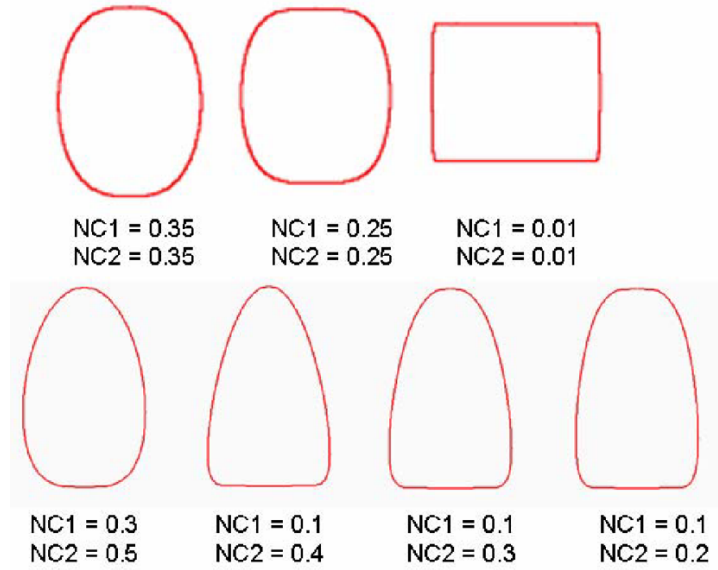 NC1 = 0.35 NC1 = 0.25 NC1 = 0.01
NC2 = 0.35 NC2 = 0.25 NC2 = 0.01
NC1 = 0.3 NC1 = 0.1 NC1 = 0.1 NC1 = 0.1
NC2 = 0.5 NC2 = 0.4 NC2 = 0.3 NC2 = 0.2